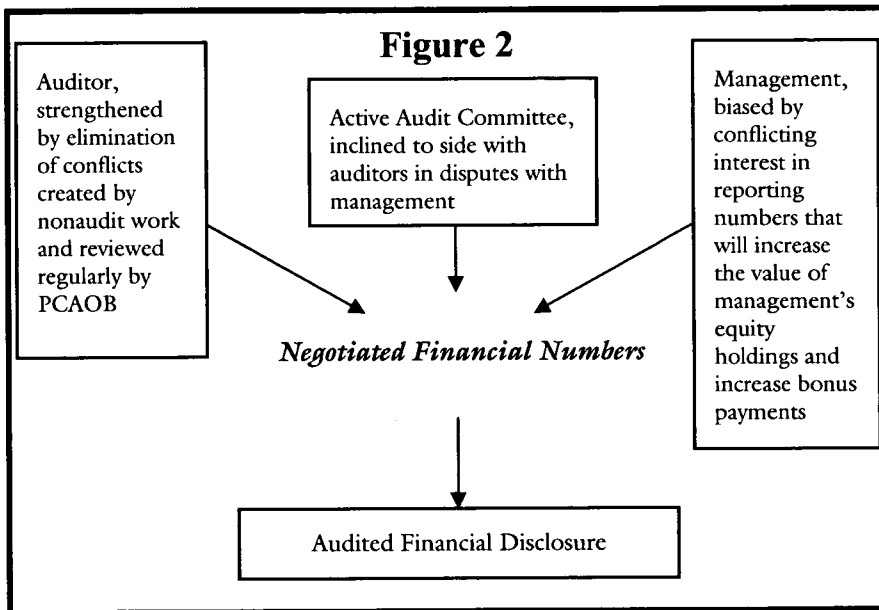 Figure 2
Auditor,
strengthened
by elimination
of conflicts
created by
nonaudit work
and reviewed
regularly by
PCAOB
Active Audit Committee,
inclined to side with
auditors in disputes with
management
Management,
biased by
conflicting
interest in
reporting
numbers that
will increase
the value of
management's
equity
holdings and
increase bonus
payments
Negotiated Financial Numbers
Audited Financial Disclosure